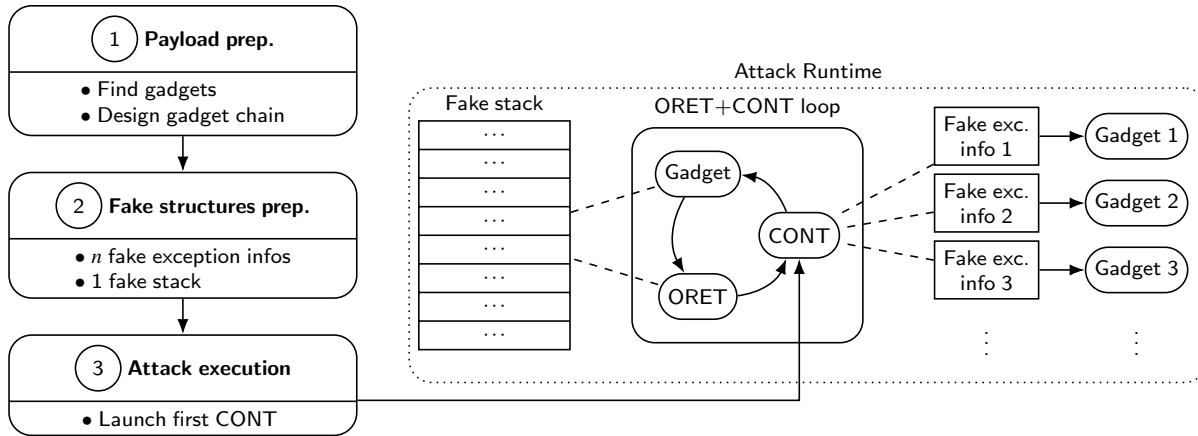 1 Payload prep.
• Find gadgets
• Design gadget chain
2 Fake structures prep.
• n fake exception infos
• 1 fake stack
3 Attack execution
• Launch first CONT
Attack Runtime
Fake stack
...
...
...
...
...
...
...
...
ORET+CONT loop
Gadget
CONT
ORET
Fake exc.
info 1
Gadget 1
Fake exc.
info 2
Gadget 2
Fake exc.
info 3
Gadget 3
⋮
⋮